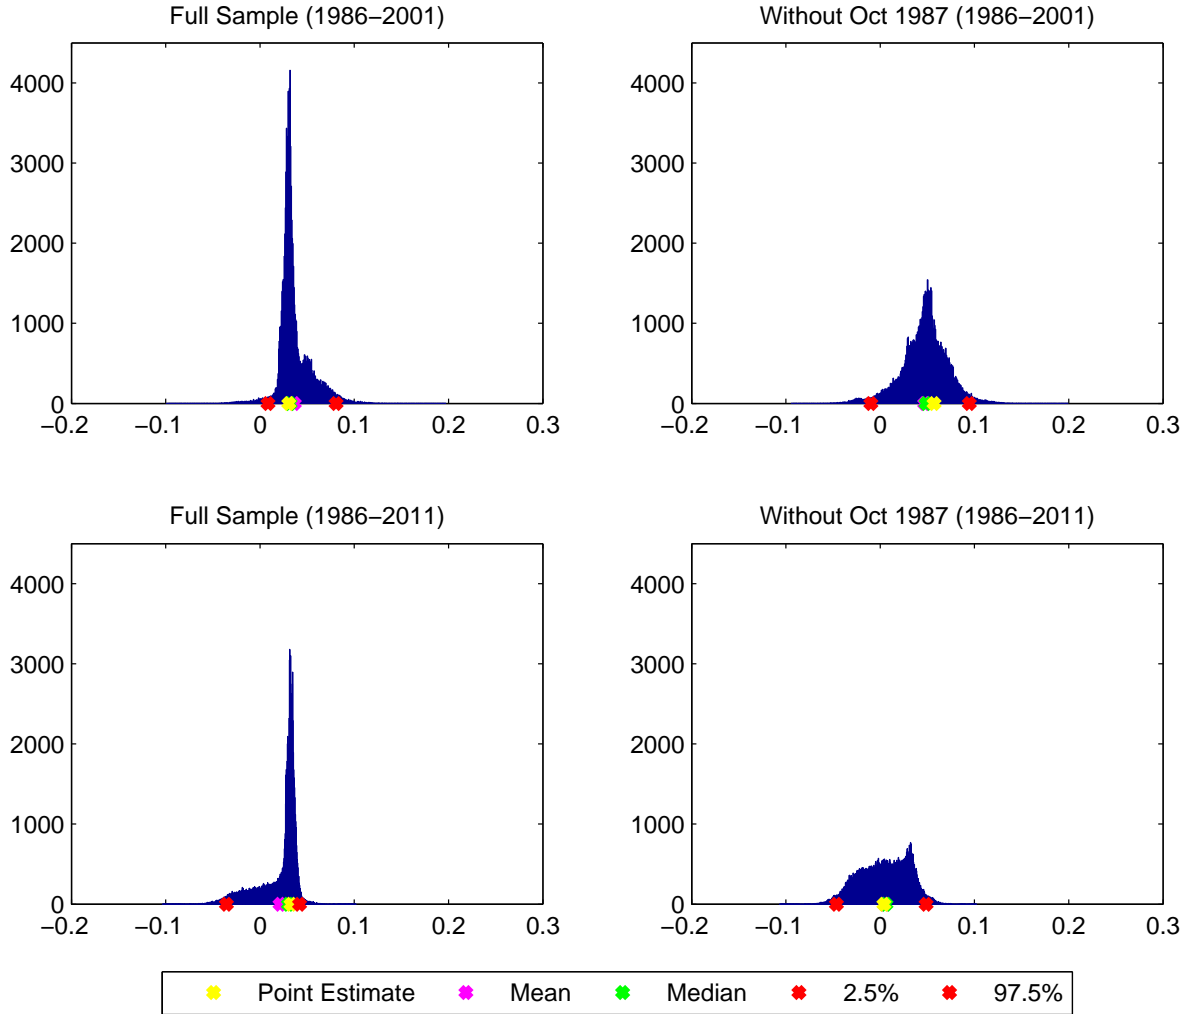 Full Sample (1986−2001)
4000
3000
2000
1000
0
−0.2 −0.1 0 0.1 0.2 0.3
Without Oct 1987 (1986−2001)
4000
3000
2000
1000
0
−0.2 −0.1 0 0.1 0.2 0.3
Full Sample (1986−2011)
4000
3000
2000
1000
0
−0.2 −0.1 0 0.1 0.2 0.3
Without Oct 1987 (1986−2011)
4000
3000
2000
1000
0
−0.2 −0.1 0 0.1 0.2 0.3
Point Estimate Mean Median 2.5% 97.5%